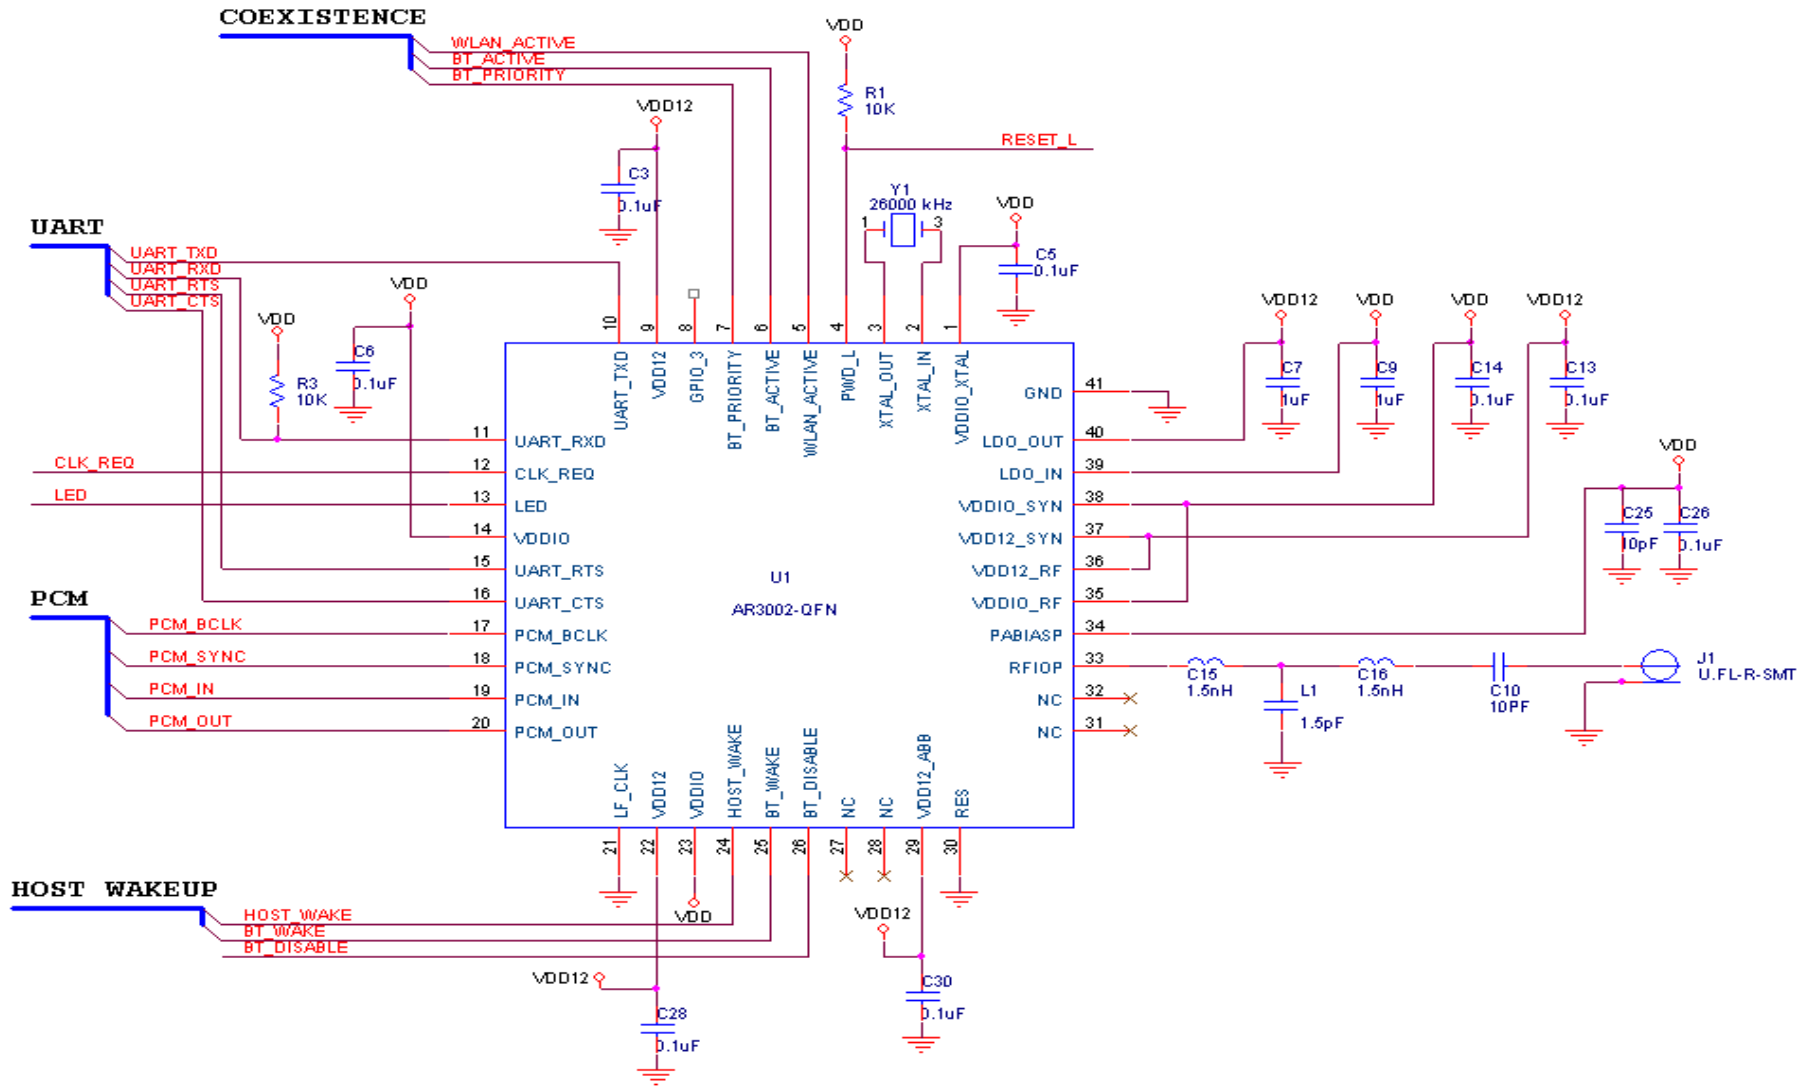 COEXISTENCE
WLAN_ACTIVE
BT_ACTIVE
BT_PRIORITY
VDD
R1
10K
RESET_L
VDD12
C3
0.1uF
Y1
26000 kHz
1
3
VDD
C5
0.1uF
UART
UART_TXD
UART_RXD
UART_RTS
UART_CTS
VDD
R3
10K
VDD
C6
0.1uF
10
9
8
7
6
5
4
3
2
1
UART_TXD
VDD12
GPIO_3
BT_PRIORITY
BT_ACTIVE
WLAN_ACTIVE
PWD_L
XTAL_OUT
XTAL_IN
VDDIO_XTAL
VDD12
C7
1uF
VDD
C9
1uF
VDD
C14
0.1uF
VDD12
C13
0.1uF
CLK_REQ
LED
11 UART_RXD
12 CLK_REQ
13 LED
14 VDDIO
15 UART_RTS
16 UART_CTS
17 PCM_BCLK
18 PCM_SYNC
19 PCM_IN
20 PCM_OUT
U1
AR3002-QFN
GND 41
LDO_OUT 40
LDO_IN 39
VDDIO_SYN 38
VDD12_SYN 37
VDD12_RF 36
VDDIO_RF 35
PABIASP 34
RFIOP 33
NC 32
NC 31
VDD
C25
10pF
C26
0.1uF
C15
1.5nH
L1
1.5pF
C16
1.5nH
C10
10PF
J1
U.FL-R-SMT
PCM
PCM_BCLK
PCM_SYNC
PCM_IN
PCM_OUT
LF_CLK
VDD12
VDDIO
HOST_WAKE
BT_WAKE
BT_DISABLE
NC
NC
VDD12_ABB
RES
21
22
23
24
25
26
27
28
29
30
HOST WAKEUP
HOST_WAKE
BT_WAKE
BT_DISABLE
VDD
VDD12
C30
0.1uF
VDD12
C28
0.1uF